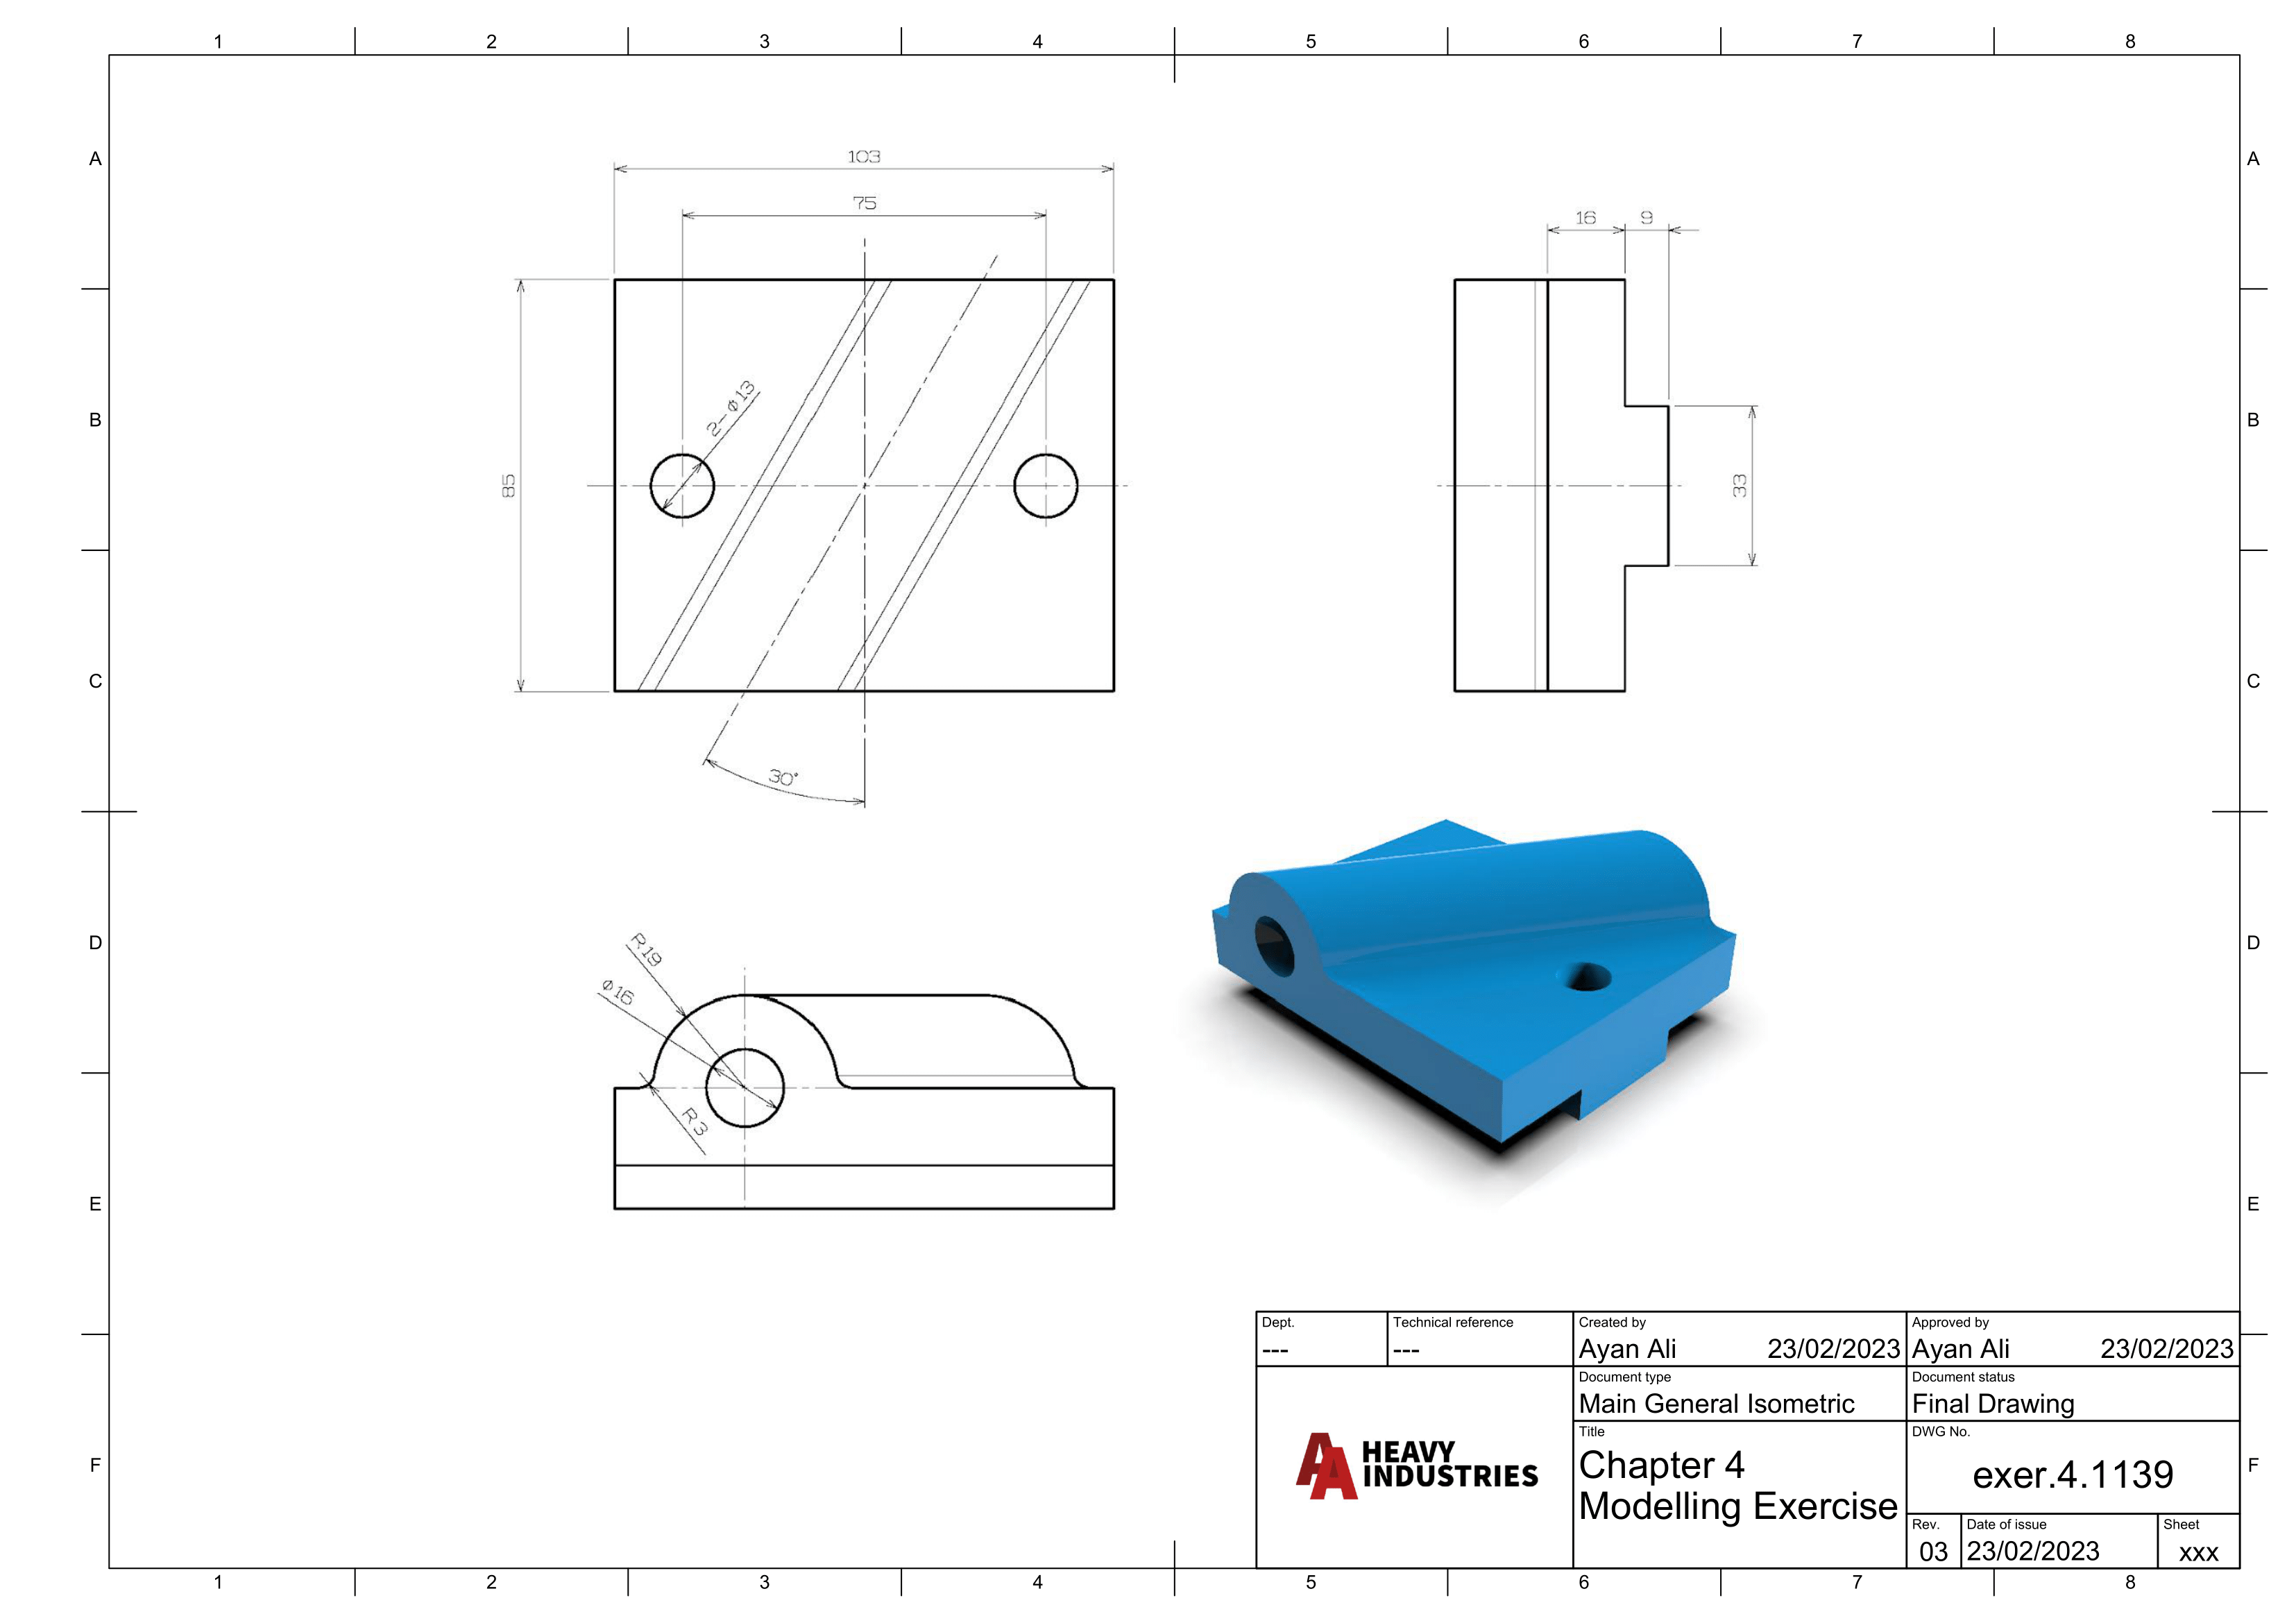 1 2 3 4 5 6 7 8
A A
103
75
16 9
B B
2-Φ13
85
33
C C
30°
D D
R19
Φ16
R3
E E
Dept.
---
Technical reference
---
Created by
Ayan Ali 23/02/2023
Approved by
Ayan Ali 23/02/2023
Document type
Main General Isometric
Document status
Final Drawing
AA HEAVY
INDUSTRIES
Title
Chapter 4
Modelling Exercise
DWG No.
exer.4.1139
Rev.
03
Date of issue
23/02/2023
Sheet
xxx
F F
1 2 3 4 5 6 7 8